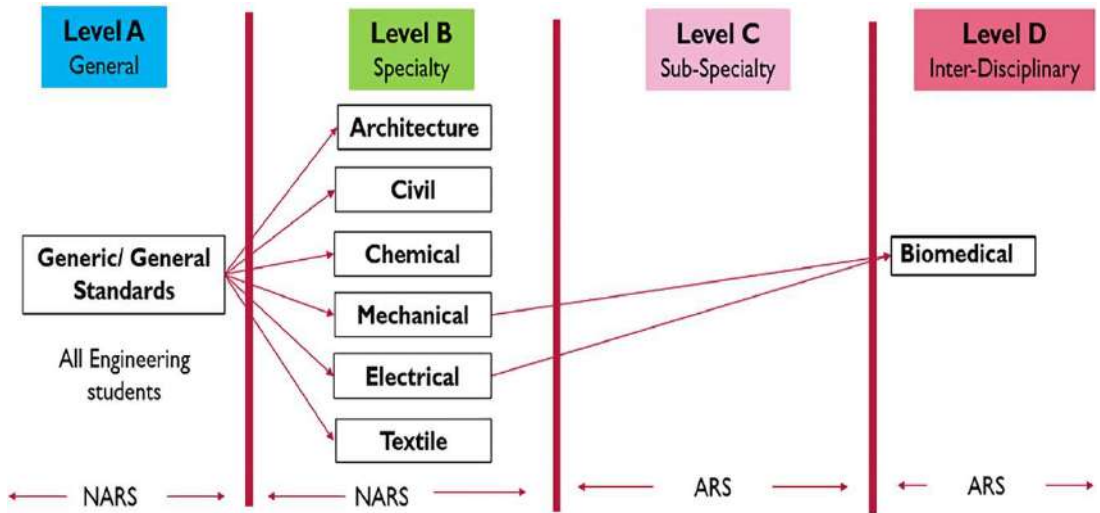 Level A
General
Level B
Specialty
Level C
Sub-Specialty
Level D
Inter-Disciplinary
Generic/ General
Standards
All Engineering
students
Architecture
Civil
Chemical
Mechanical
Electrical
Textile
Biomedical
NARS
NARS
ARS
ARS